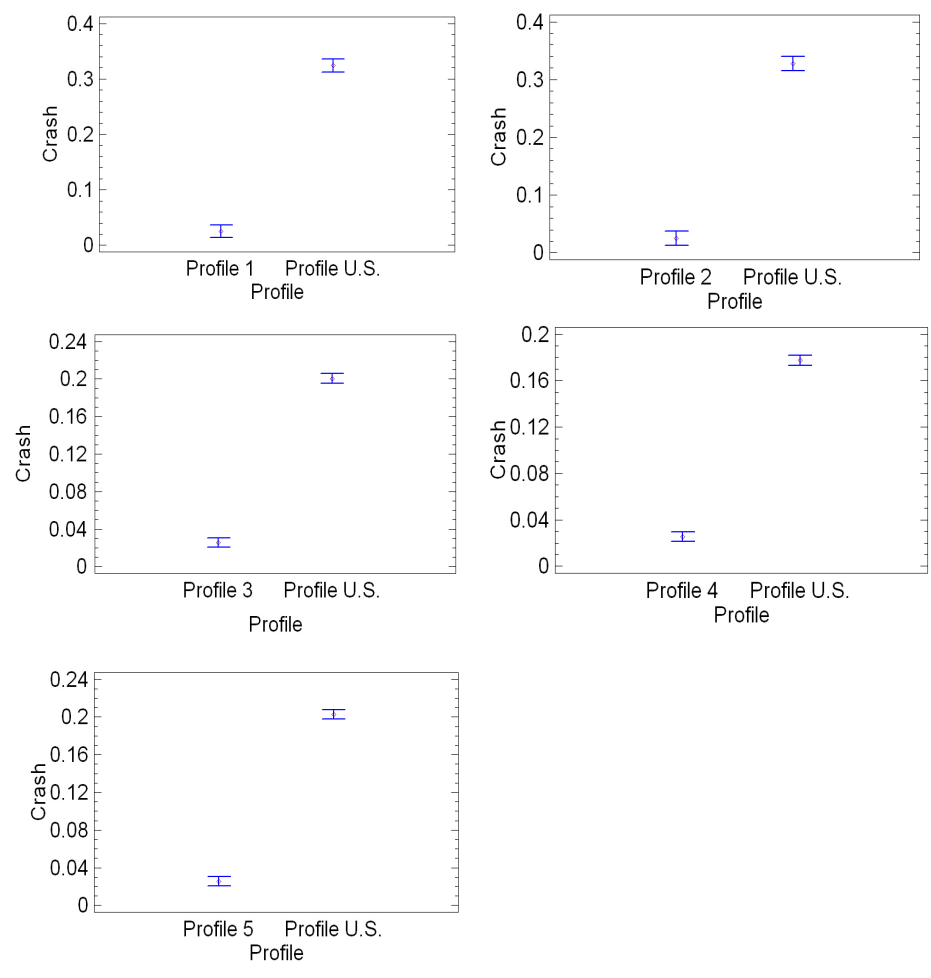 0.4
0.3
0.2
0.1
0
Crash
Profile 1 Profile U.S.
Profile
0.4
0.3
0.2
0.1
0
Crash
Profile 2 Profile U.S.
Profile
0.24
0.2
0.16
0.12
0.08
0.04
0
Crash
Profile 3 Profile U.S.
Profile
0.2
0.16
0.12
0.08
0.04
0
Crash
Profile 4 Profile U.S.
Profile
0.24
0.2
0.16
0.12
0.08
0.04
0
Crash
Profile 5 Profile U.S.
Profile